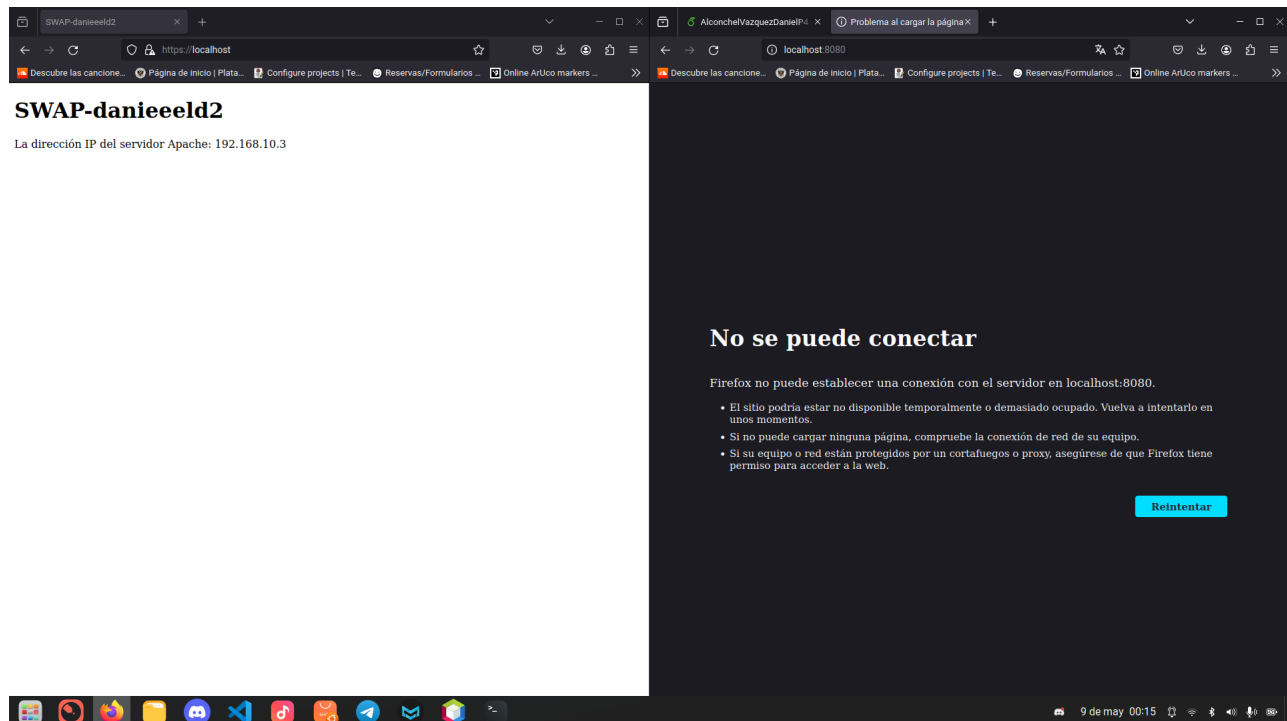 SWAP-danieeeld2
https://localhost
Descubre las cancione...
Página de inicio | Plata...
Configure projects | Te...
Reservas/Formularios ...
Online ArUco markers ...
SWAP-danieeeld2
La dirección IP del servidor Apache: 192.168.10.3
AlconchelVazquezDanielP4
Problema al cargar la página
localhost:8080
Descubre las cancione...
Página de inicio | Plata...
Configure projects | Te...
Reservas/Formularios ...
Online ArUco markers ...
No se puede conectar
Firefox no puede establecer una conexión con el servidor en localhost:8080.
El sitio podría estar no disponible temporalmente o demasiado ocupado. Vuelva a intentarlo en
unos momentos.
Si no puede cargar ninguna página, compruebe la conexión de red de su equipo.
Si su equipo o red están protegidos por un cortafuegos o proxy, asegúrese de que Firefox tiene
permiso para acceder a la web.
Reintentar
9 de may 00:15